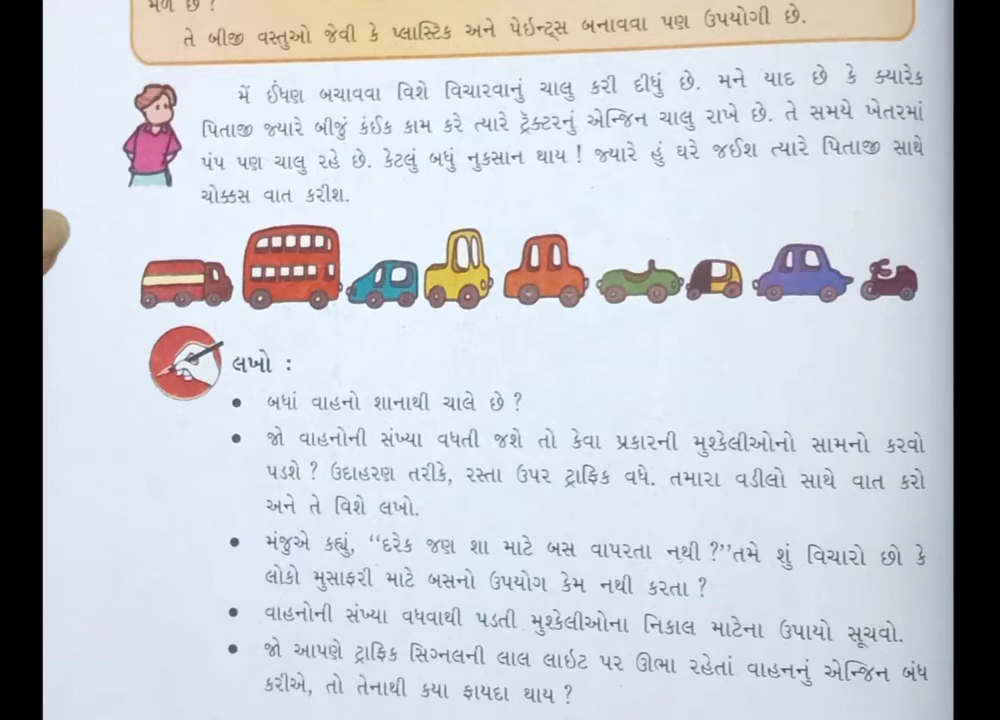 મળે છે ?
તે બીજી વસ્તુઓ જેવી કે પ્લાસ્ટિક અને પેઇન્ટ્સ બનાવવા પણ ઉપયોગી છે.
મેં ઈંધણ બચાવવા વિશે વિચારવાનું ચાલુ કરી દીધું છે. મને યાદ છે કે ક્યારેક
પિતાજી જ્યારે બીજું કંઈક કામ કરે ત્યારે ટ્રૅક્ટરનું એન્જિન ચાલુ રાખે છે. તે સમયે ખેતરમાં
પંપ પણ ચાલુ રહે છે. કેટલું બધું નુકસાન થાય ! જ્યારે હું ઘરે જઈશ ત્યારે પિતાજી સાથે
ચોક્કસ વાત કરીશ.
લખો :
• બધાં વાહનો શાનાથી ચાલે છે ?
• જો વાહનોની સંખ્યા વધતી જશે તો કેવા પ્રકારની મુશ્કેલીઓનો સામનો કરવો
પડશે ? ઉદાહરણ તરીકે, રસ્તા ઉપર ટ્રાફિક વધે. તમારા વડીલો સાથે વાત કરો
અને તે વિશે લખો.
• મંજુએ કહ્યું, “દરેક જણ શા માટે બસ વાપરતા નથી ?”તમે શું વિચારો છો કે
લોકો મુસાફરી માટે બસનો ઉપયોગ કેમ નથી કરતા ?
• વાહનોની સંખ્યા વધવાથી પડતી મુશ્કેલીઓના નિકાલ માટેના ઉપાયો સૂચવો.
• જો આપણે ટ્રાફિક સિગ્નલની લાલ લાઇટ પર ઊભા રહેતાં વાહનનું એન્જિન બંધ
કરીએ, તો તેનાથી કયા ફાયદા થાય ?